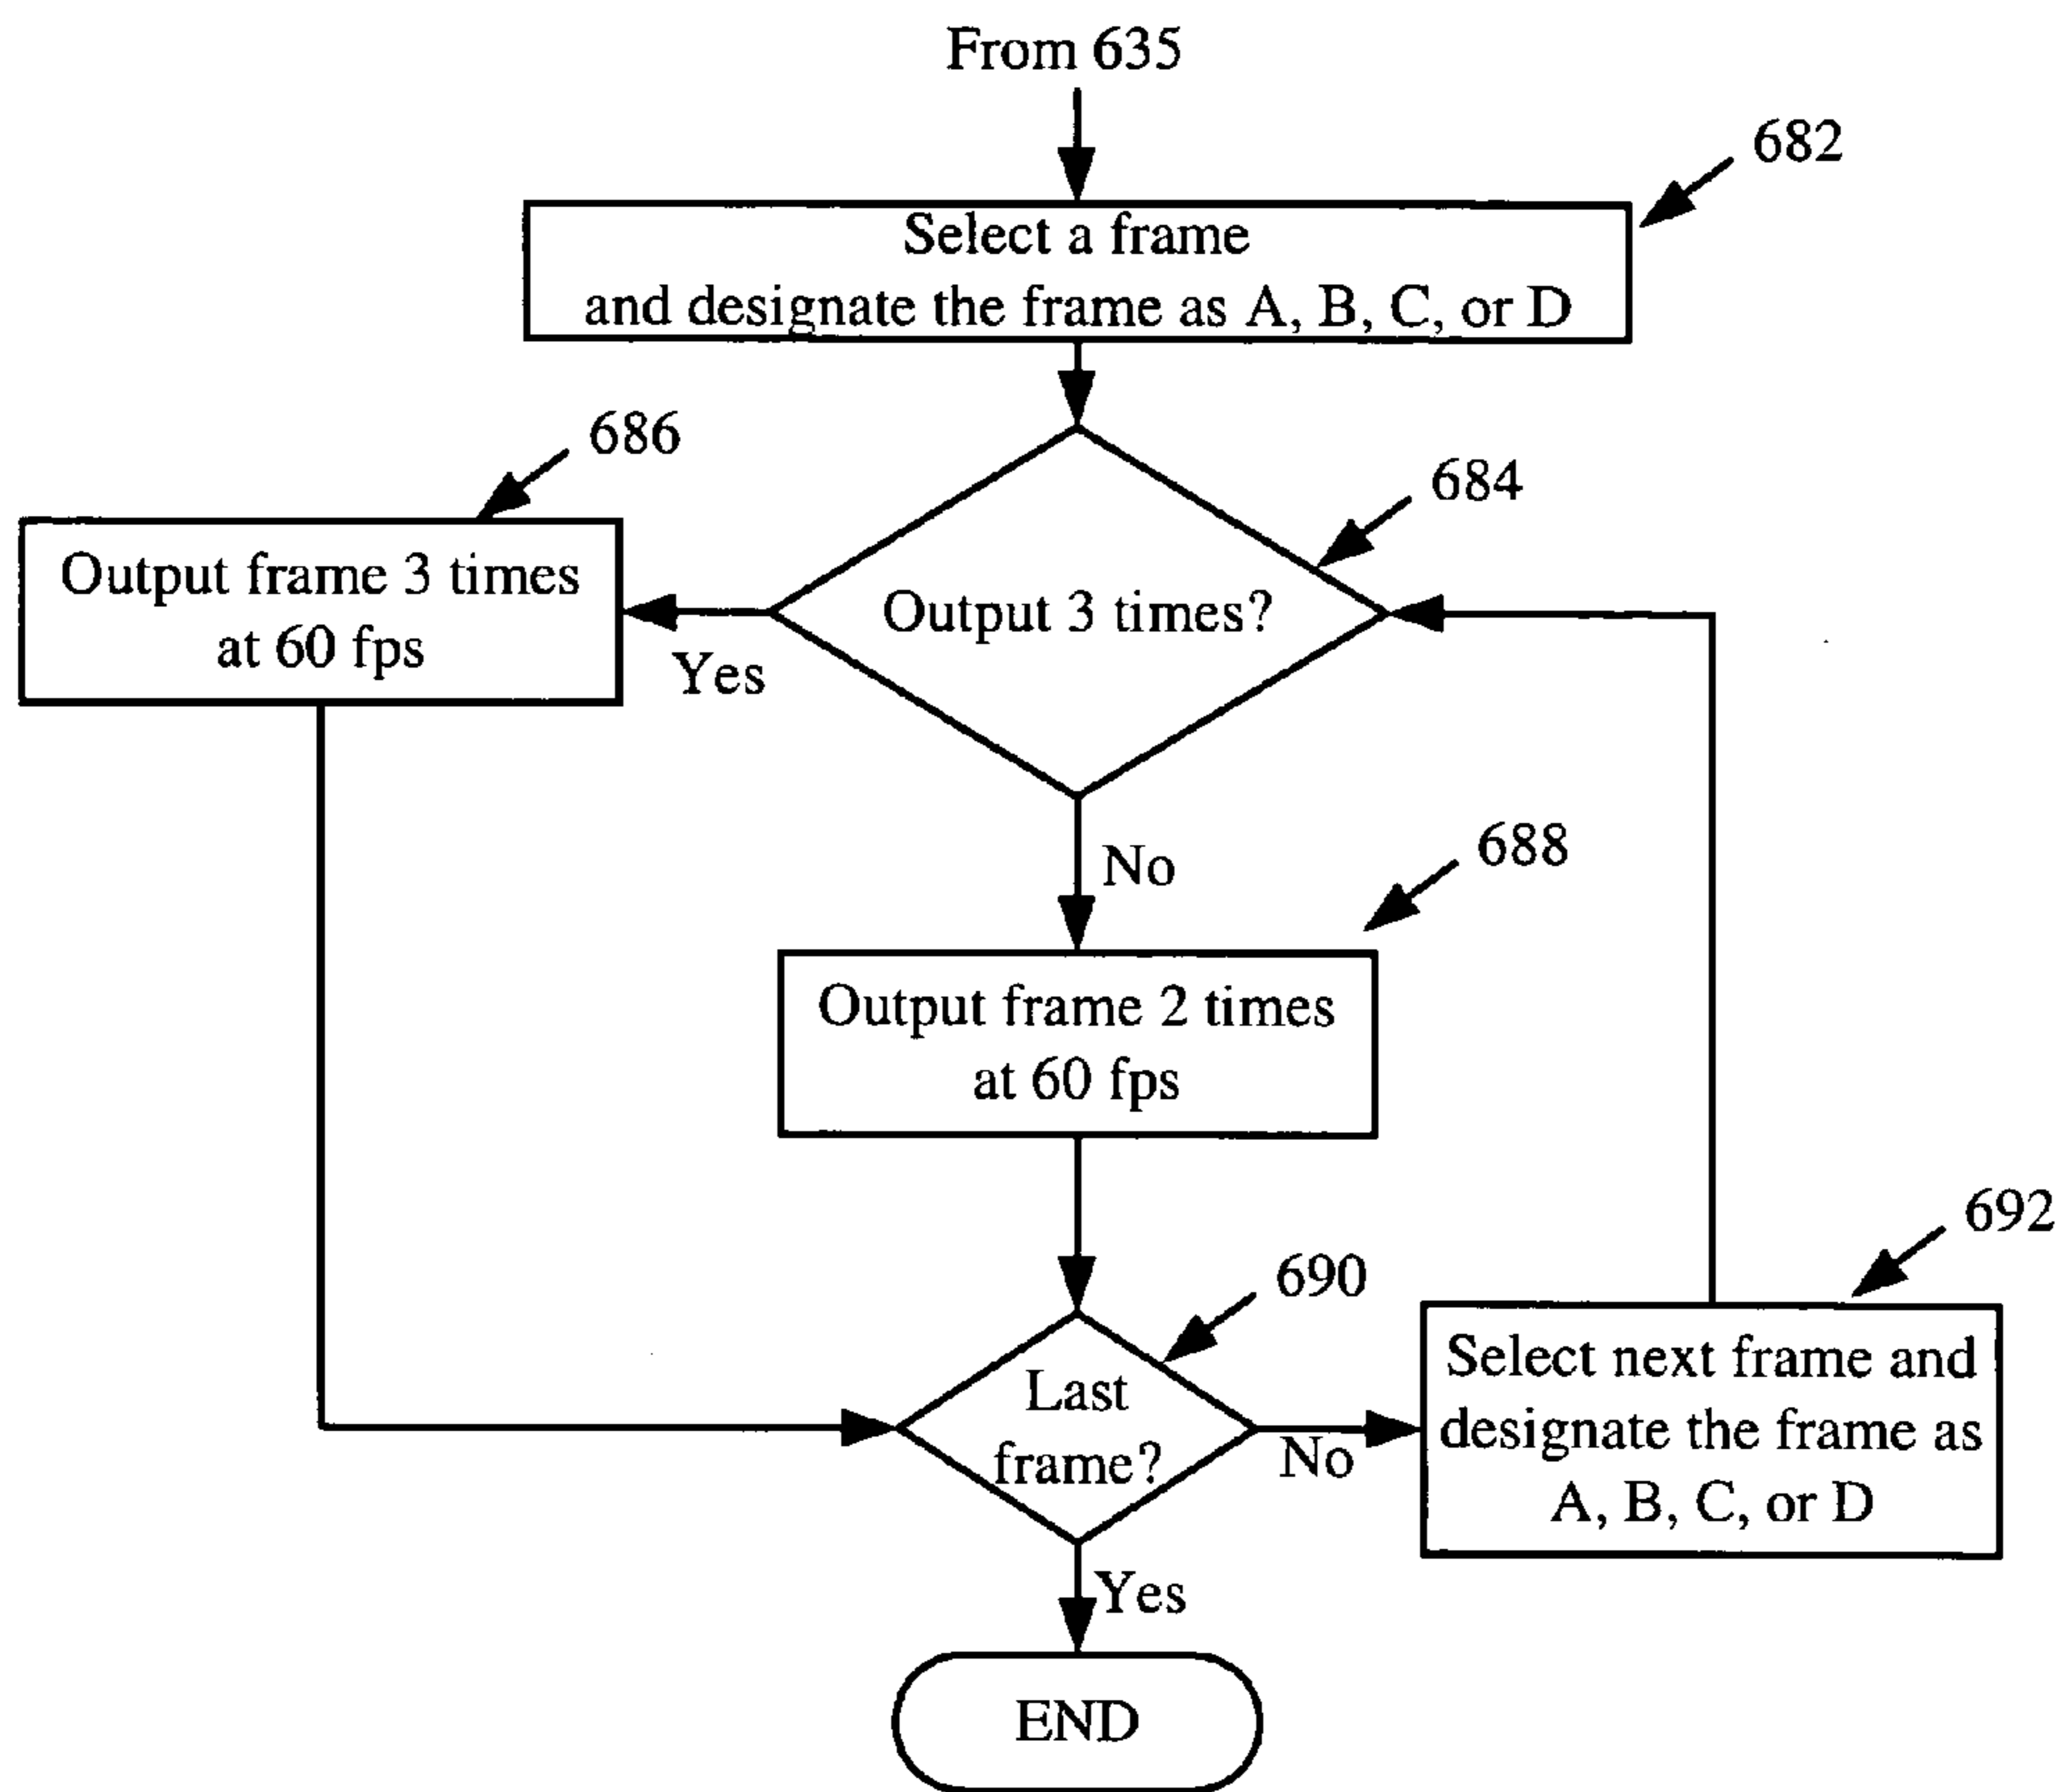 From 635
682
Select a frame
and designate the frame as A, B, C, or D
686
684
Output frame 3 times
at 60 fps
Output 3 times?
Yes
688
No
Output frame 2 times
at 60 fps
692
690
Last
frame?
No
Select next frame and
designate the frame as
A, B, C, or D
Yes
END